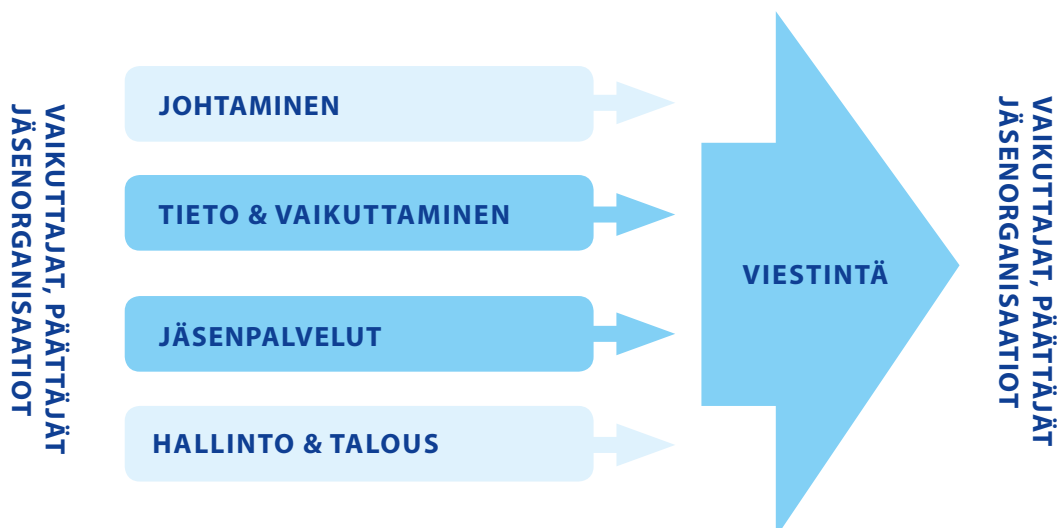 VAIKUTTAJAT, PÄÄTTÄJÄT
JÄSENORGANISAATIOT
JOHTAMINEN
TIETO & VAIKUTTAMINEN
JÄSENPALVELUT
HALLINTO & TALOUS
VIESTINTÄ
VAIKUTTAJAT, PÄÄTTÄJÄT
JÄSENORGANISAATIOT